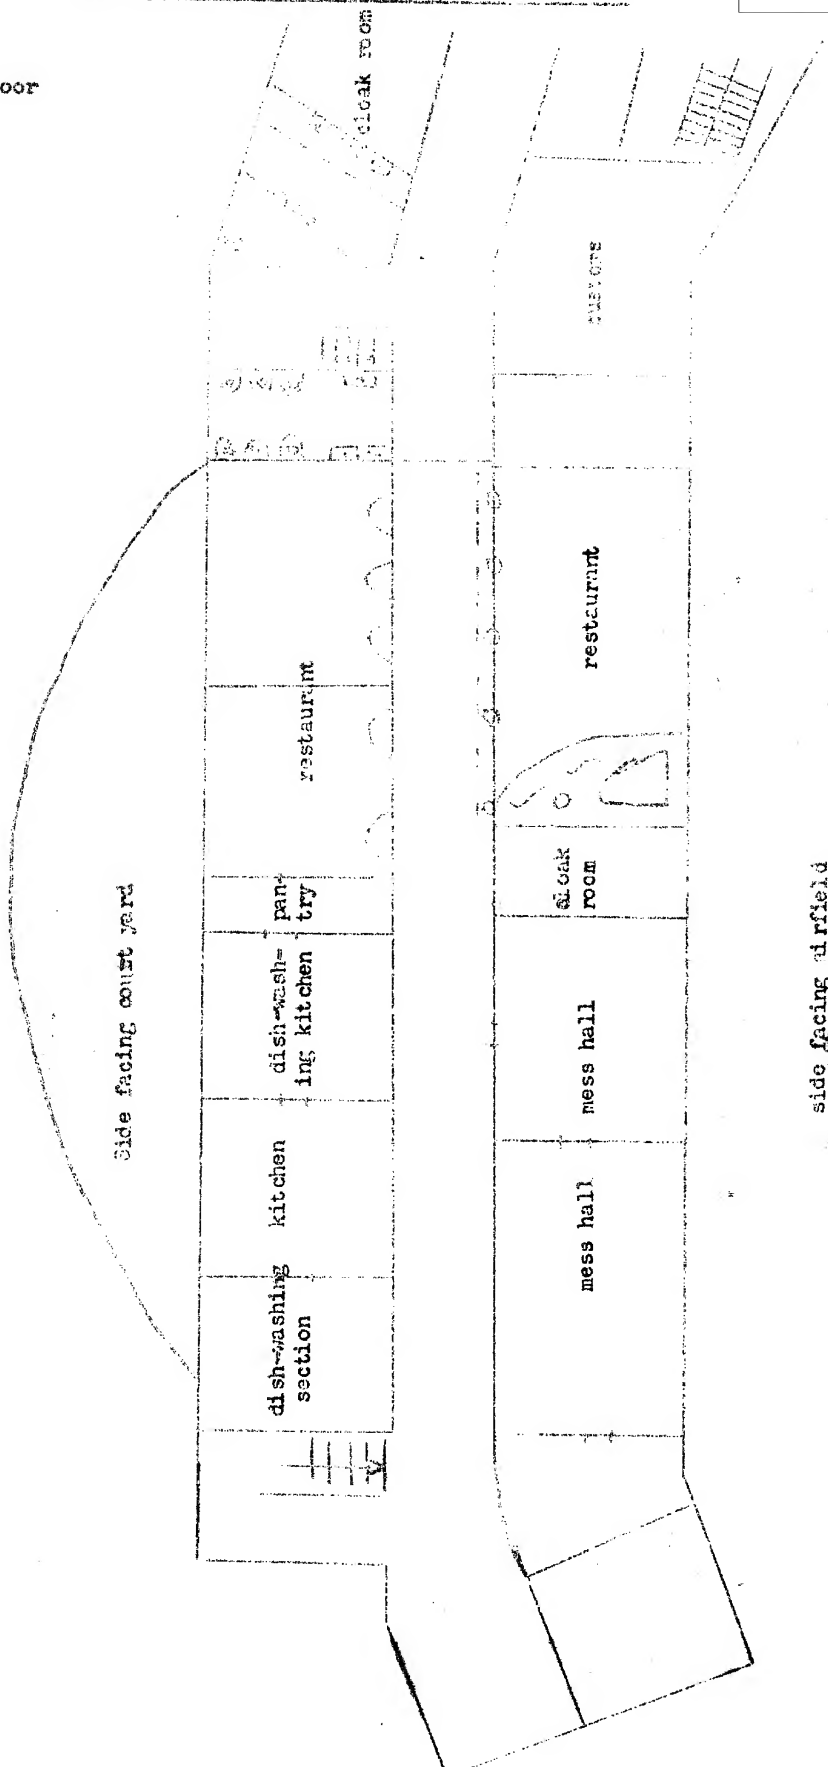 oor
cloak room
customs
restaurant
restaurant
cloak
room
pan-
try
dish-wash-
ing kitchen
mess hall
kitchen
mess hall
dish-washing
section
Side facing court yard
side facing airfield